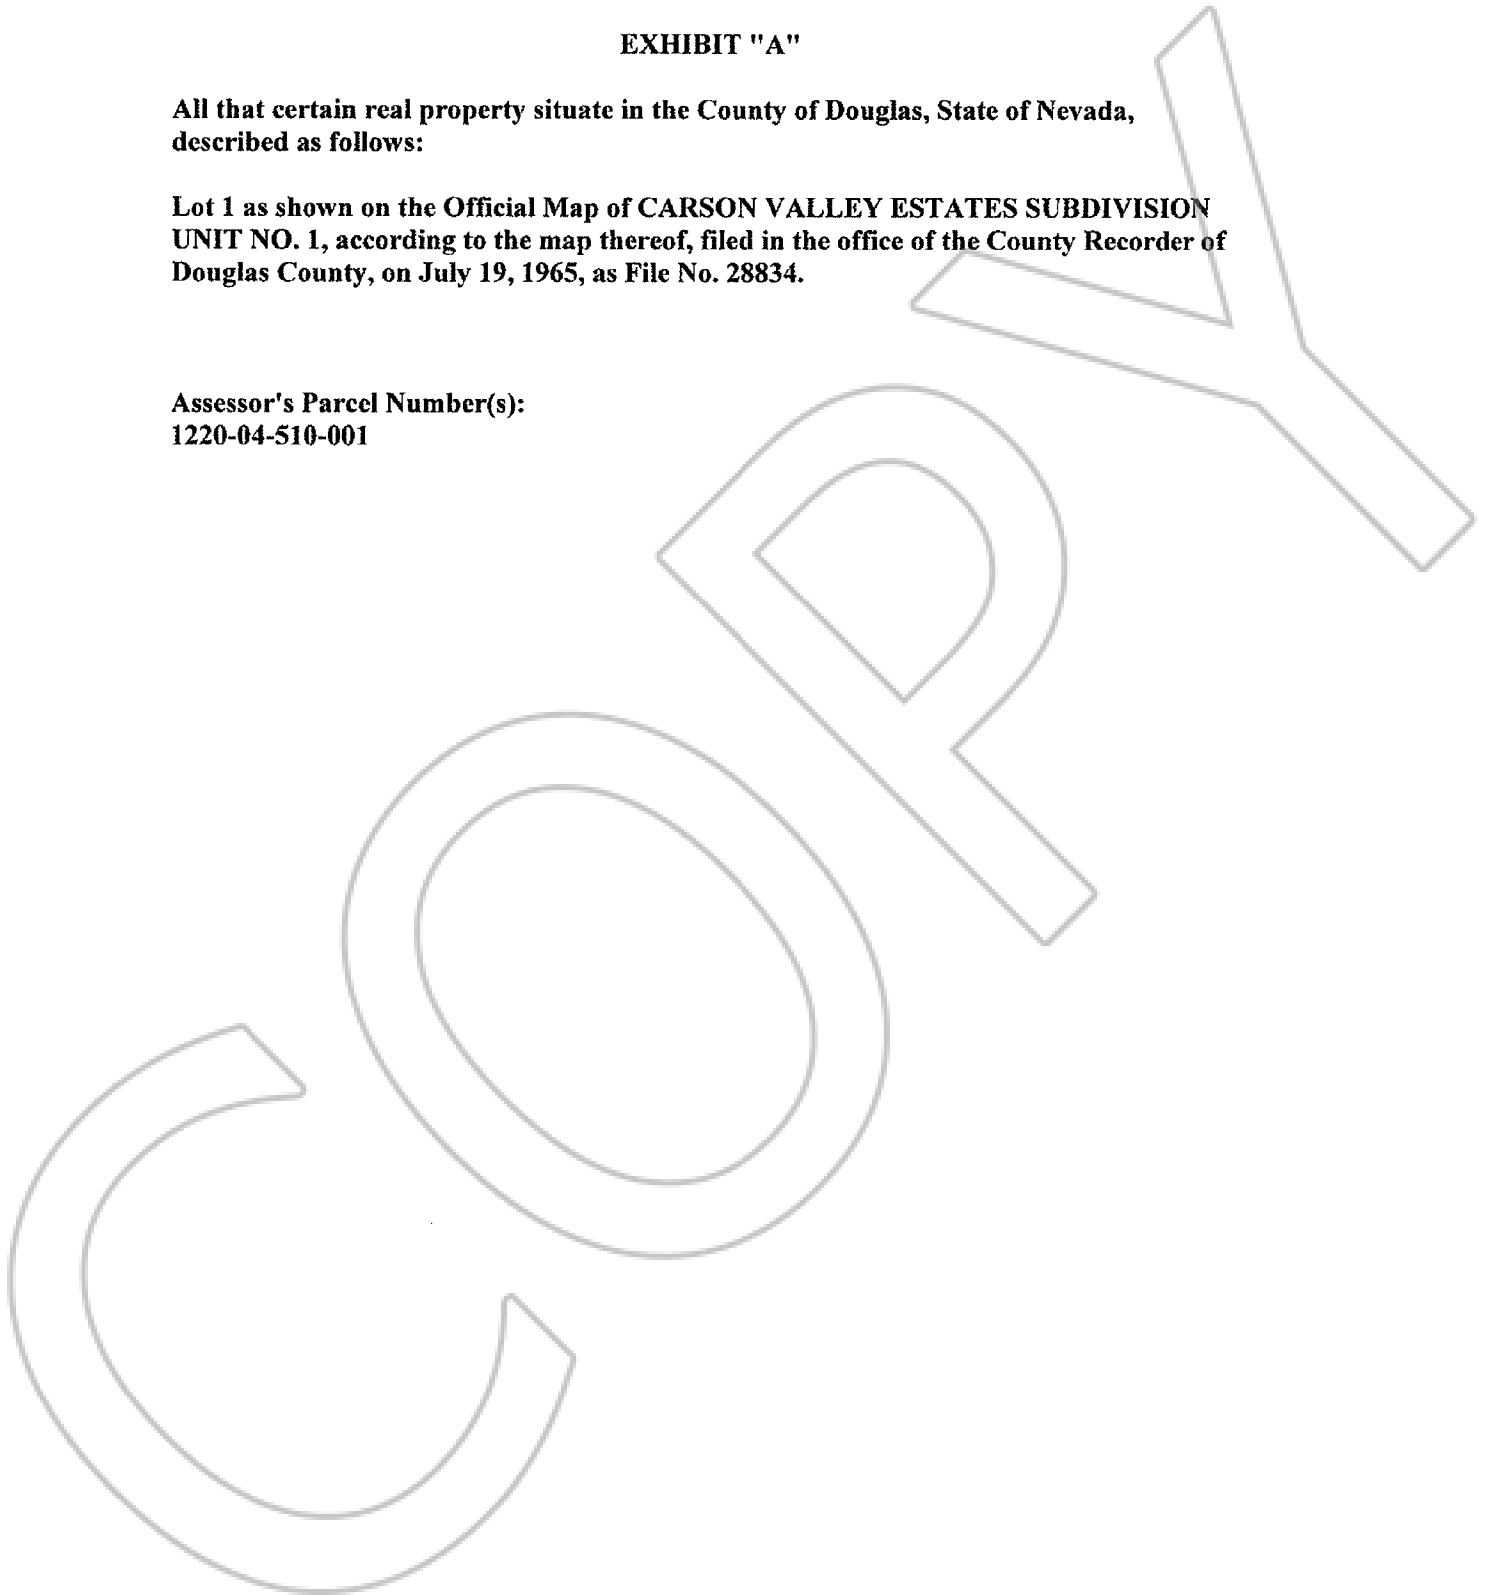 EXHIBIT "A"
All that certain real property situate in the County of Douglas, State of Nevada,
described as follows:
Lot 1 as shown on the Official Map of CARSON VALLEY ESTATES SUBDIVISION
UNIT NO. 1, according to the map thereof, filed in the office of the County Recorder of
Douglas County, on July 19, 1965, as File No. 28834.
Assessor's Parcel Number(s):
1220-04-510-001
COPY